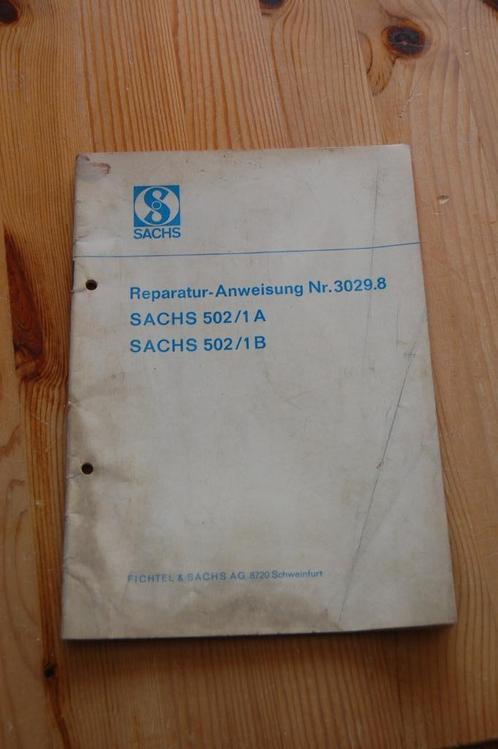 SACHS
Reparatur-Anweisung Nr. 3029.8
SACHS 502/1 A
SACHS 502/1 B
FICHTEL & SACHS AG, 8720 Schweinfurt